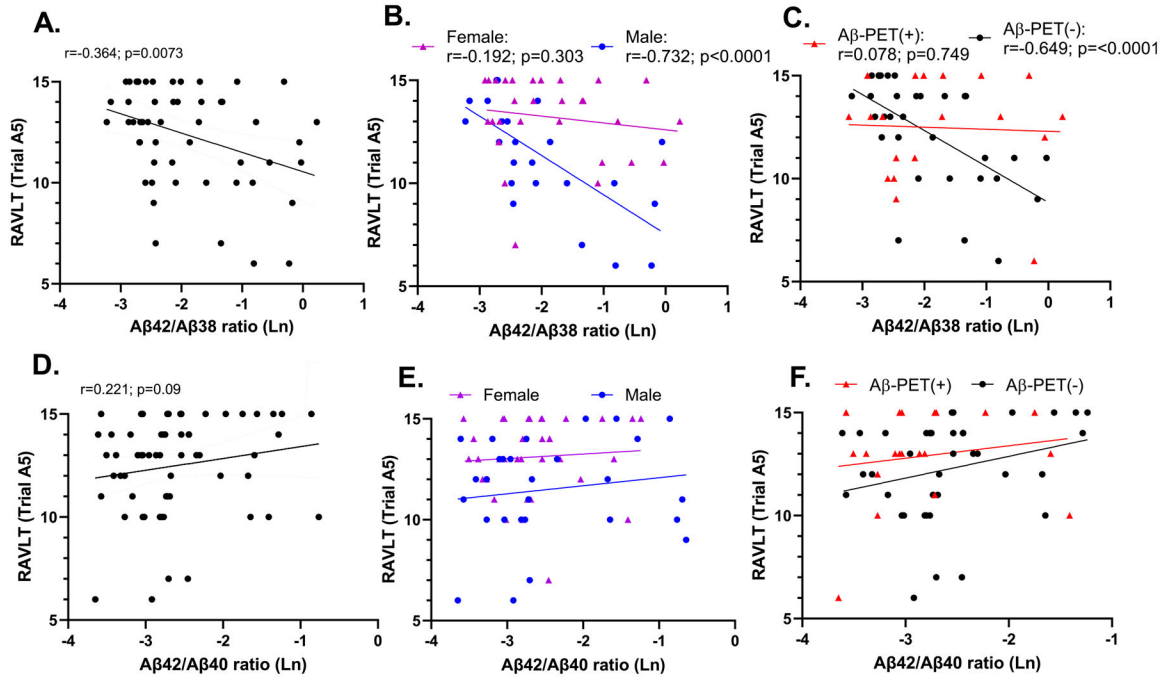 A.
r=-0.364; p=0.0073
RAVLT (Trial A5)
15
10
5
-4 -3 -2 -1 0 1
Aβ42/Aβ38 ratio (Ln)
B.
Female: Male:
r=-0.192; p=0.303 r=-0.732; p<0.0001
RAVLT (Trial A5)
15
10
5
-4 -3 -2 -1 0 1
Aβ42/Aβ38 ratio (Ln)
C.
Aβ-PET(+): Aβ-PET(-):
r=0.078; p=0.749 r=-0.649; p=<0.0001
RAVLT (Trial A5)
15
10
5
-4 -3 -2 -1 0 1
Aβ42/Aβ38 ratio (Ln)
D.
r=0.221; p=0.09
RAVLT (Trial A5)
15
10
5
-4 -3 -2 -1 0
Aβ42/Aβ40 ratio (Ln)
E.
Female Male
RAVLT (Trial A5)
15
10
5
-4 -3 -2 -1 0
Aβ42/Aβ40 ratio (Ln)
F.
Aβ-PET(+) Aβ-PET(-)
RAVLT (Trial A5)
15
10
5
-4 -3 -2 -1
Aβ42/Aβ40 ratio (Ln)